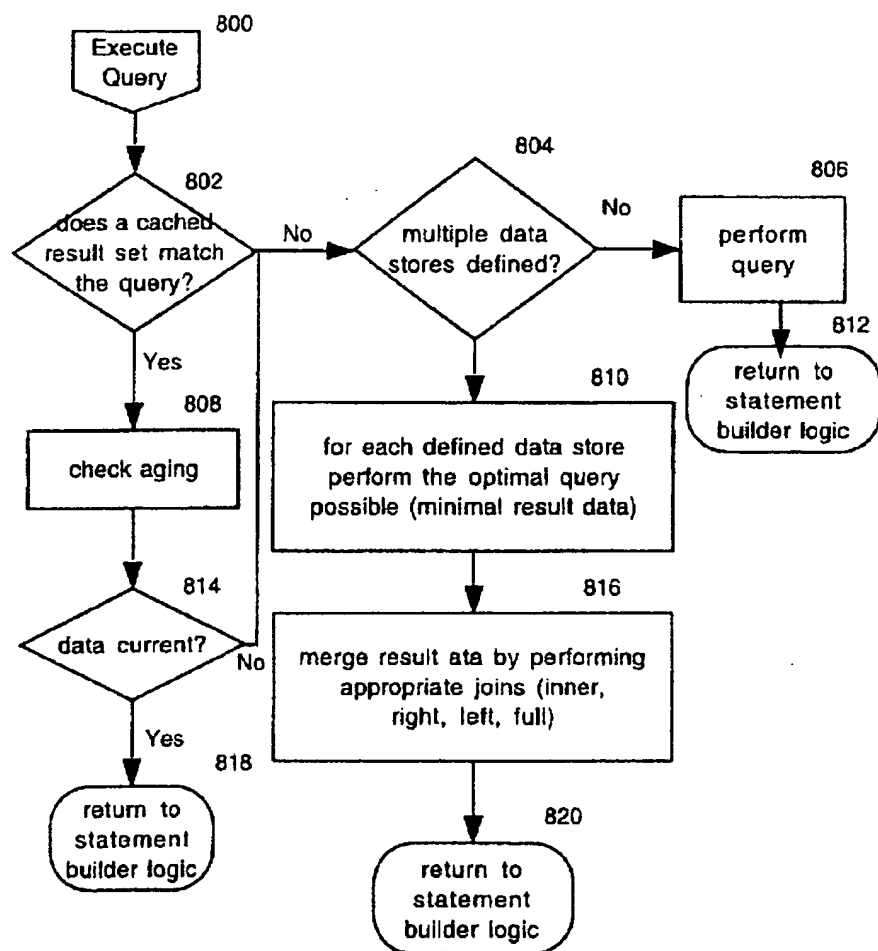 800
Execute
Query
802
does a cached
result set match
the query?
No
804
multiple data
stores defined?
No
806
perform
query
812
return to
statement
builder logic
Yes
808
check aging
814
data current?
No
Yes
818
return to
statement
builder logic
810
for each defined data store
perform the optimal query
possible (minimal result data)
816
merge result ata by performing
appropriate joins (inner,
right, left, full)
820
return to
statement
builder logic